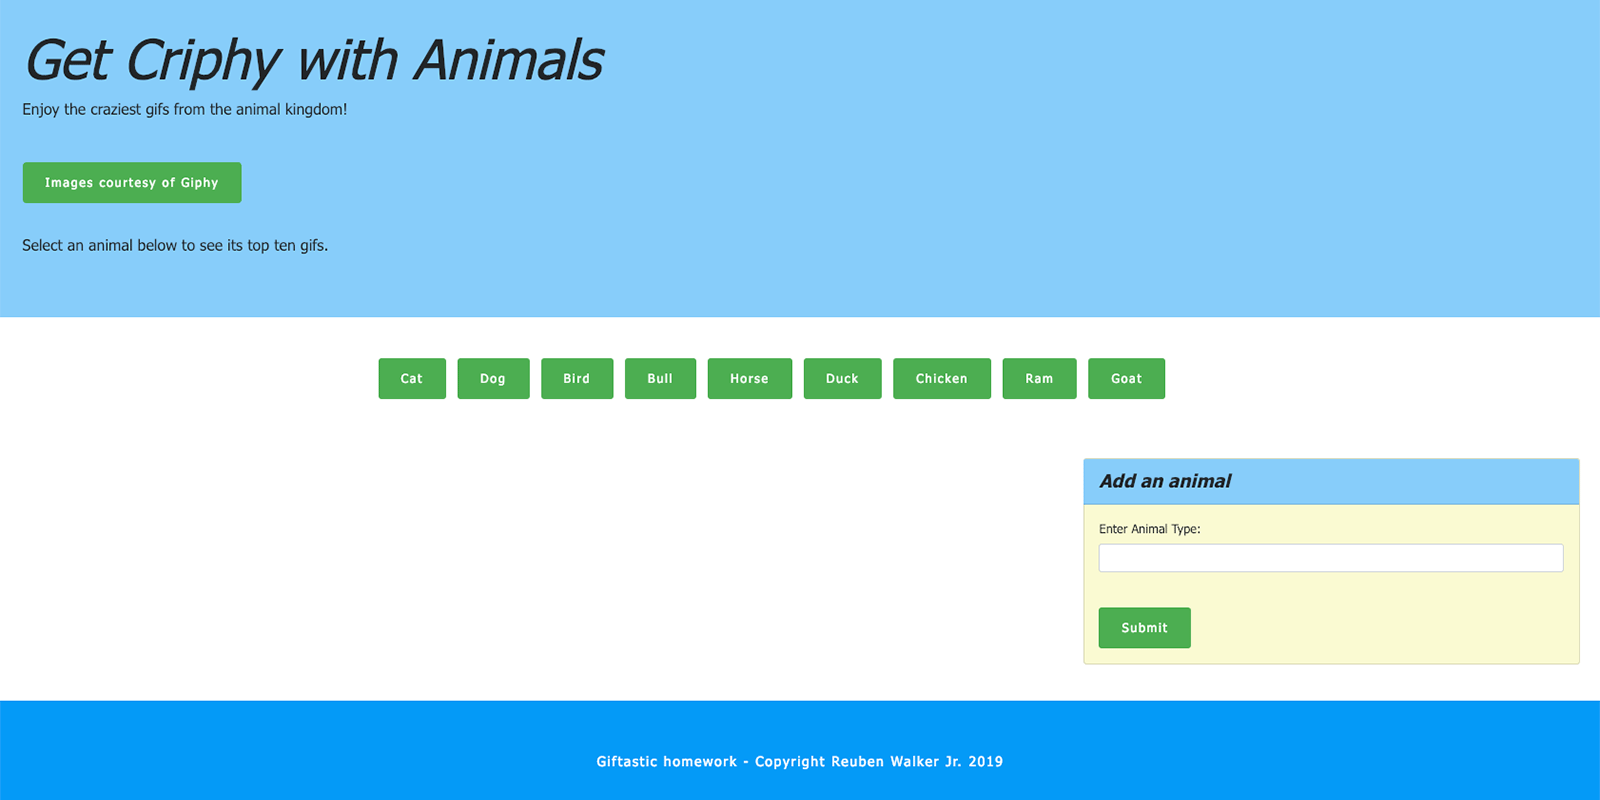 Get Criphy with Animals
Enjoy the craziest gifs from the animal kingdom!
Images courtesy of Giphy
Select an animal below to see its top ten gifs.
Cat Dog Bird Bull Horse Duck Chicken Ram Goat
Add an animal
Enter Animal Type:
Submit
Giftastic homework - Copyright Reuben Walker Jr. 2019